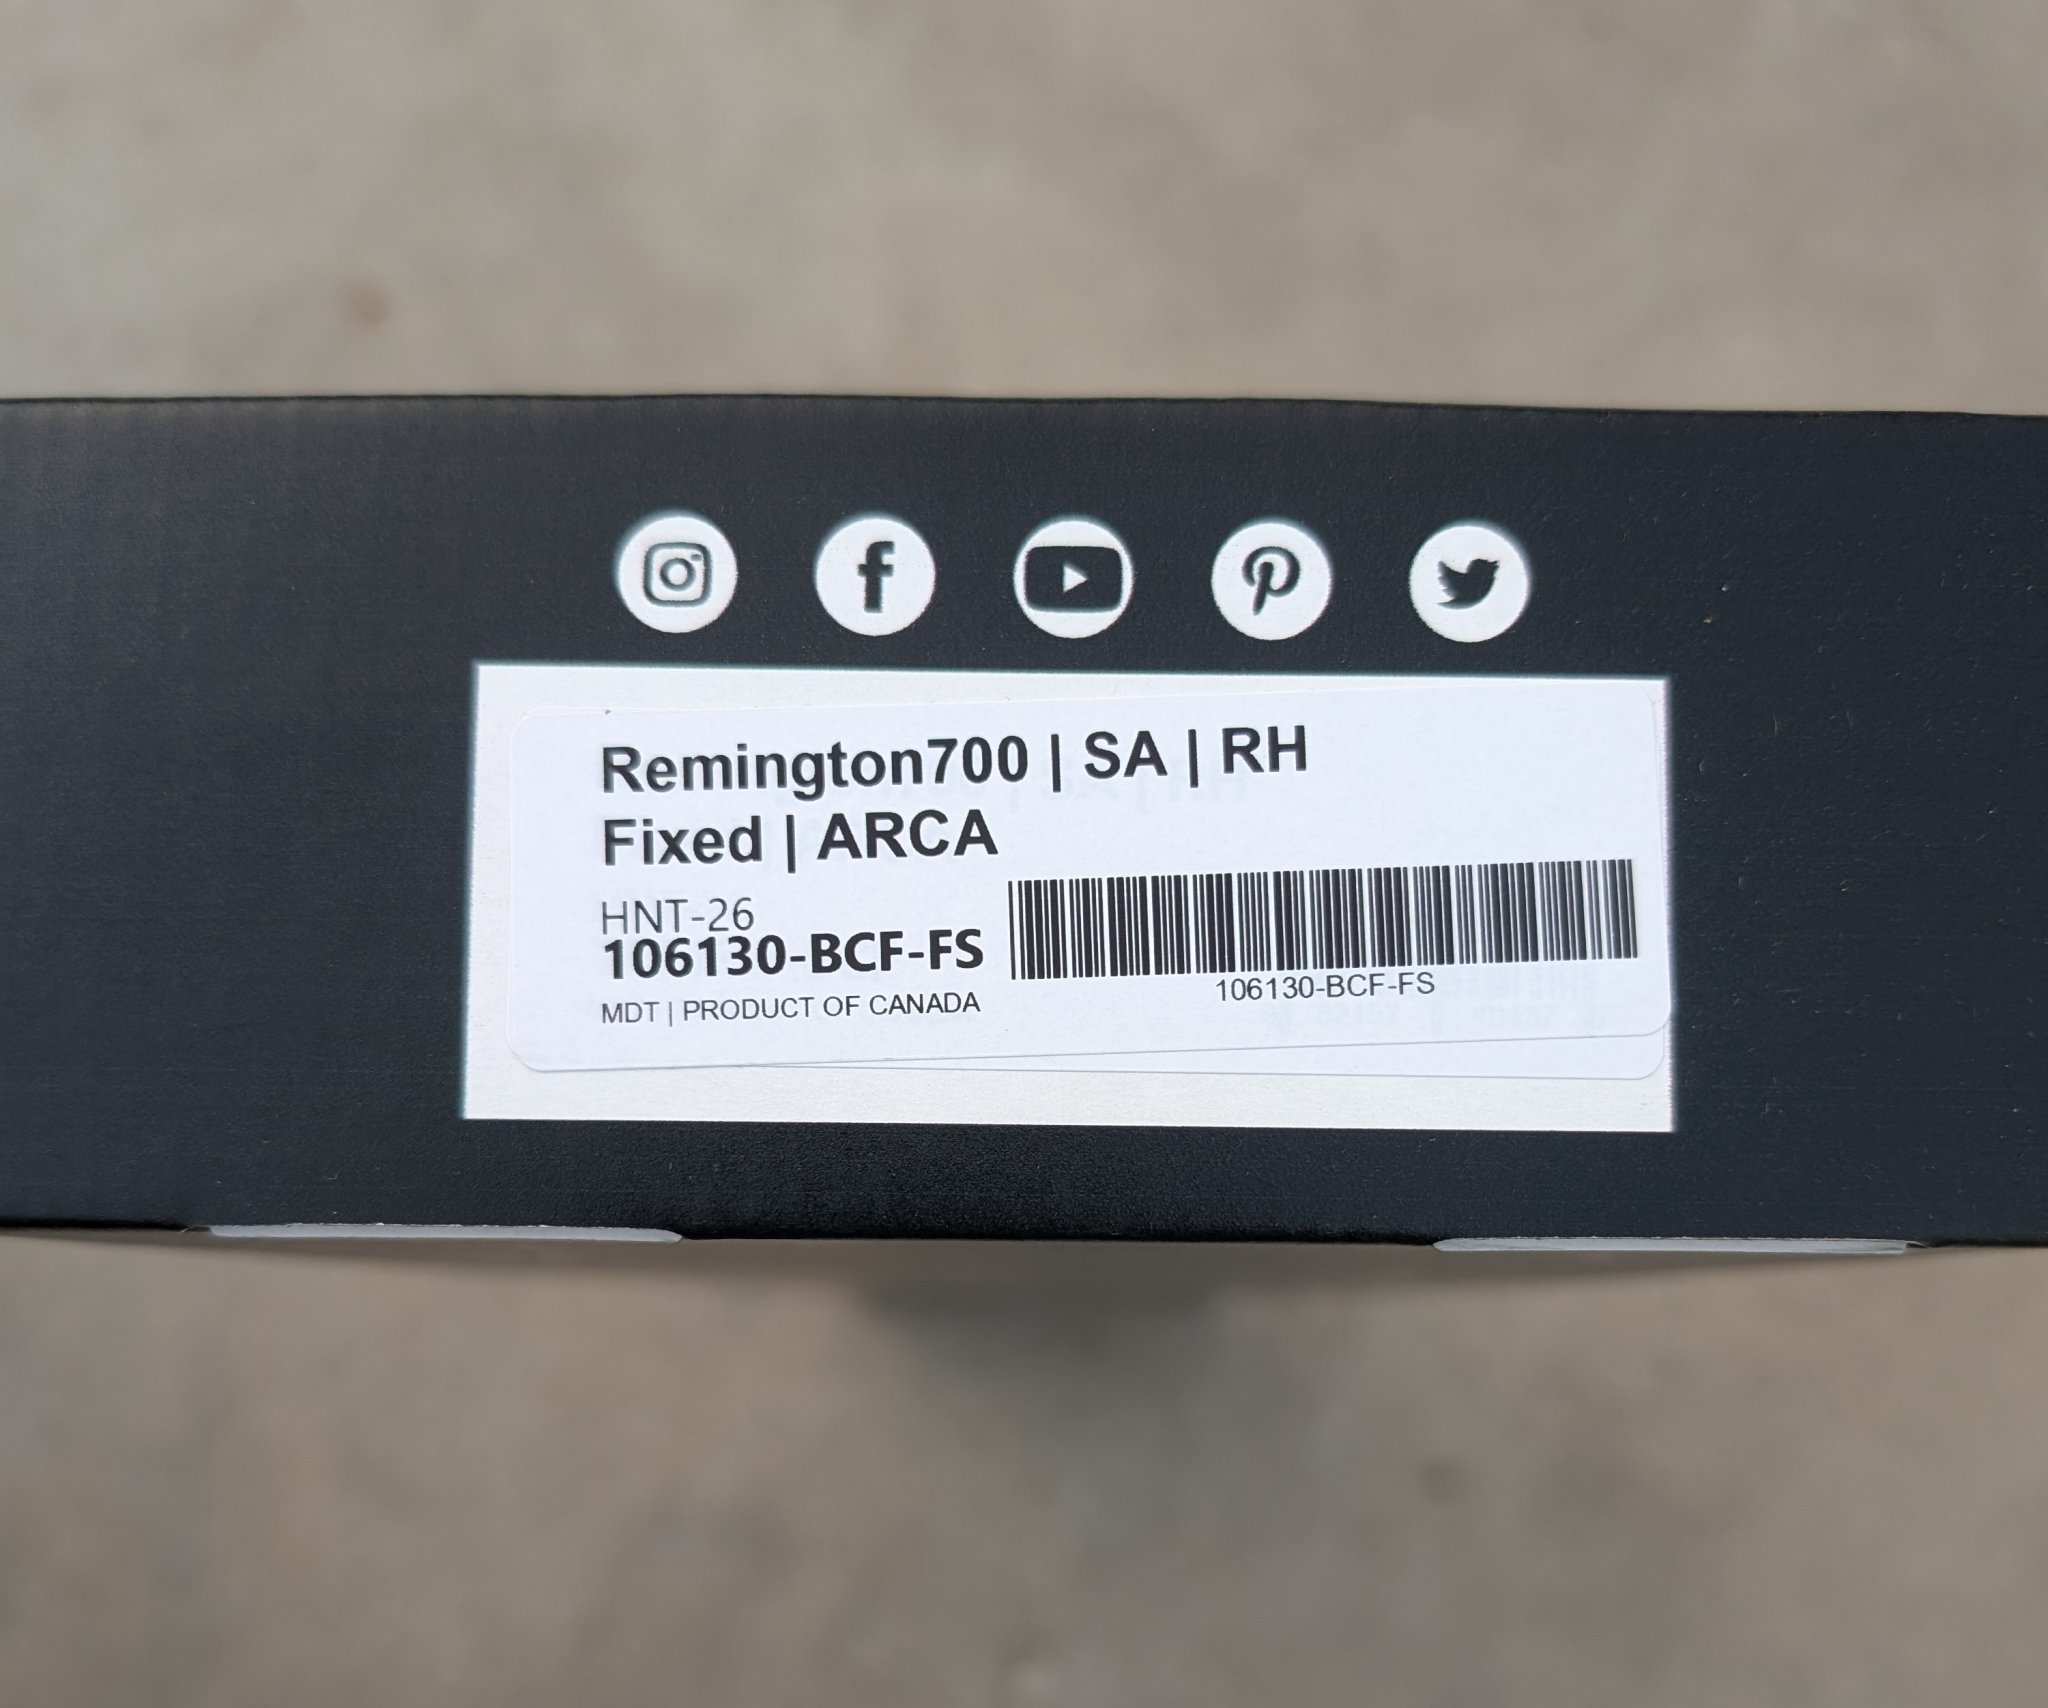 Remington700 | SA | RH
Fixed | ARCA
HNT-26
106130-BCF-FS
MDT | PRODUCT OF CANADA
106130-BCF-FS